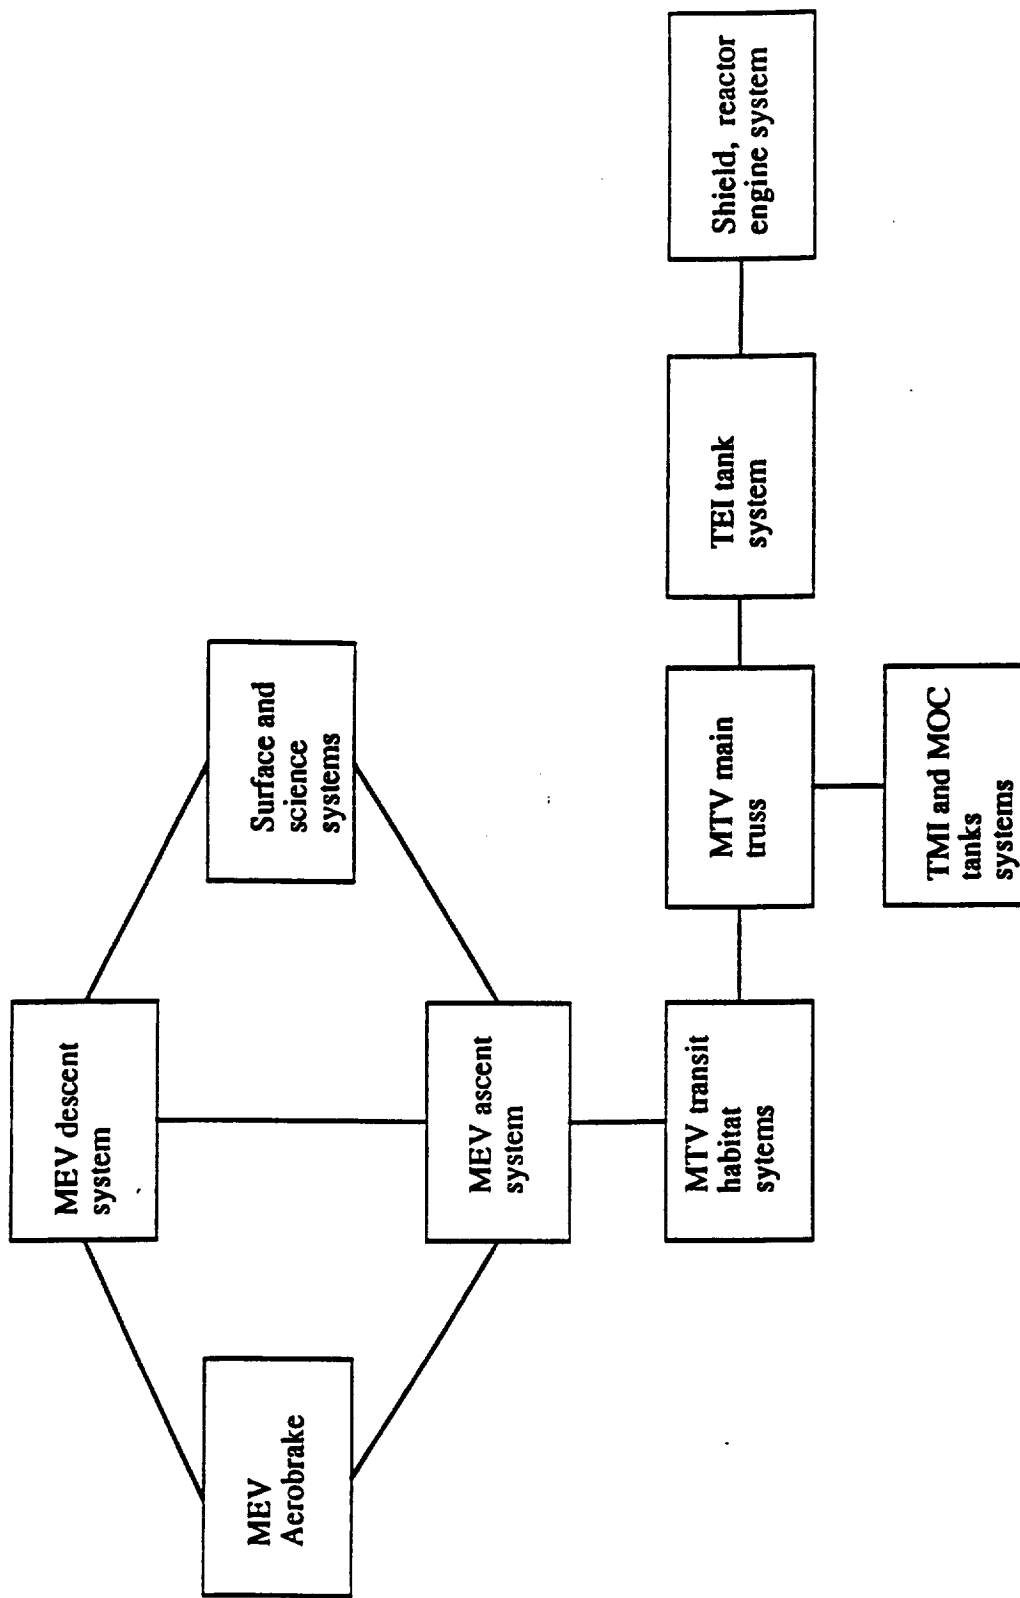 MEV descent
system
MEV
Aerobrake
Surface and
science
systems
MEV ascent
system
MTV transit
habitat
sytems
MTV main
truss
TEI tank
system
Shield, reactor
engine system
TMI and MOC
tanks
systems